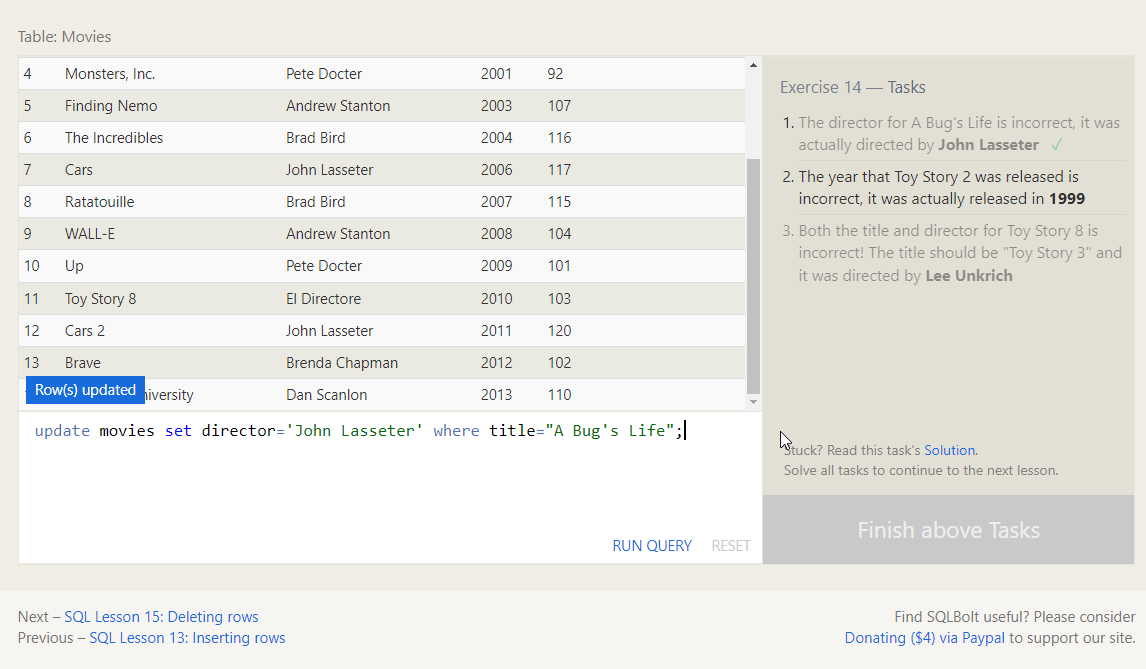 Table: Movies
4 Monsters, Inc. Pete Docter 2001 92
5 Finding Nemo Andrew Stanton 2003 107
6 The Incredibles Brad Bird 2004 116
7 Cars John Lasseter 2006 117
8 Ratatouille Brad Bird 2007 115
9 WALL-E Andrew Stanton 2008 104
10 Up Pete Docter 2009 101
11 Toy Story 8 El Directore 2010 103
12 Cars 2 John Lasseter 2011 120
13 Brave Brenda Chapman 2012 102
Row(s) updated
Dan Scanlon 2013 110
update movies set director='John Lasseter' where title="A Bug's Life";
RUN QUERY RESET
Exercise 14 — Tasks
1. The director for A Bug's Life is incorrect, it was
actually directed by John Lasseter ✓
2. The year that Toy Story 2 was released is
incorrect, it was actually released in 1999
3. Both the title and director for Toy Story 8 is
incorrect! The title should be "Toy Story 3" and
it was directed by Lee Unkrich
Stuck? Read this task's Solution.
Solve all tasks to continue to the next lesson.
Finish above Tasks
Next – SQL Lesson 15: Deleting rows
Previous – SQL Lesson 13: Inserting rows
Find SQLBolt useful? Please consider
Donating ($4) via Paypal to support our site.